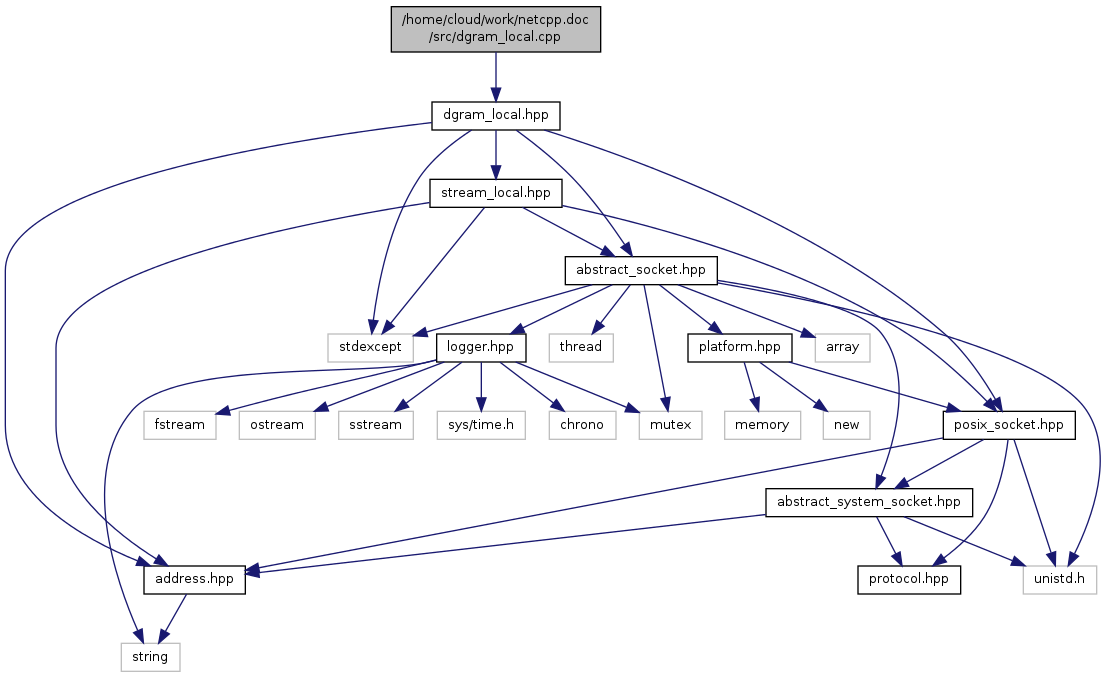 /home/cloud/work/netcpp.doc
/src/dgram_local.cpp
dgram_local.hpp
stream_local.hpp
abstract_socket.hpp
stdexcept
logger.hpp
thread
platform.hpp
array
fstream
ostream
sstream
sys/time.h
chrono
mutex
memory
new
posix_socket.hpp
abstract_system_socket.hpp
address.hpp
protocol.hpp
unistd.h
string